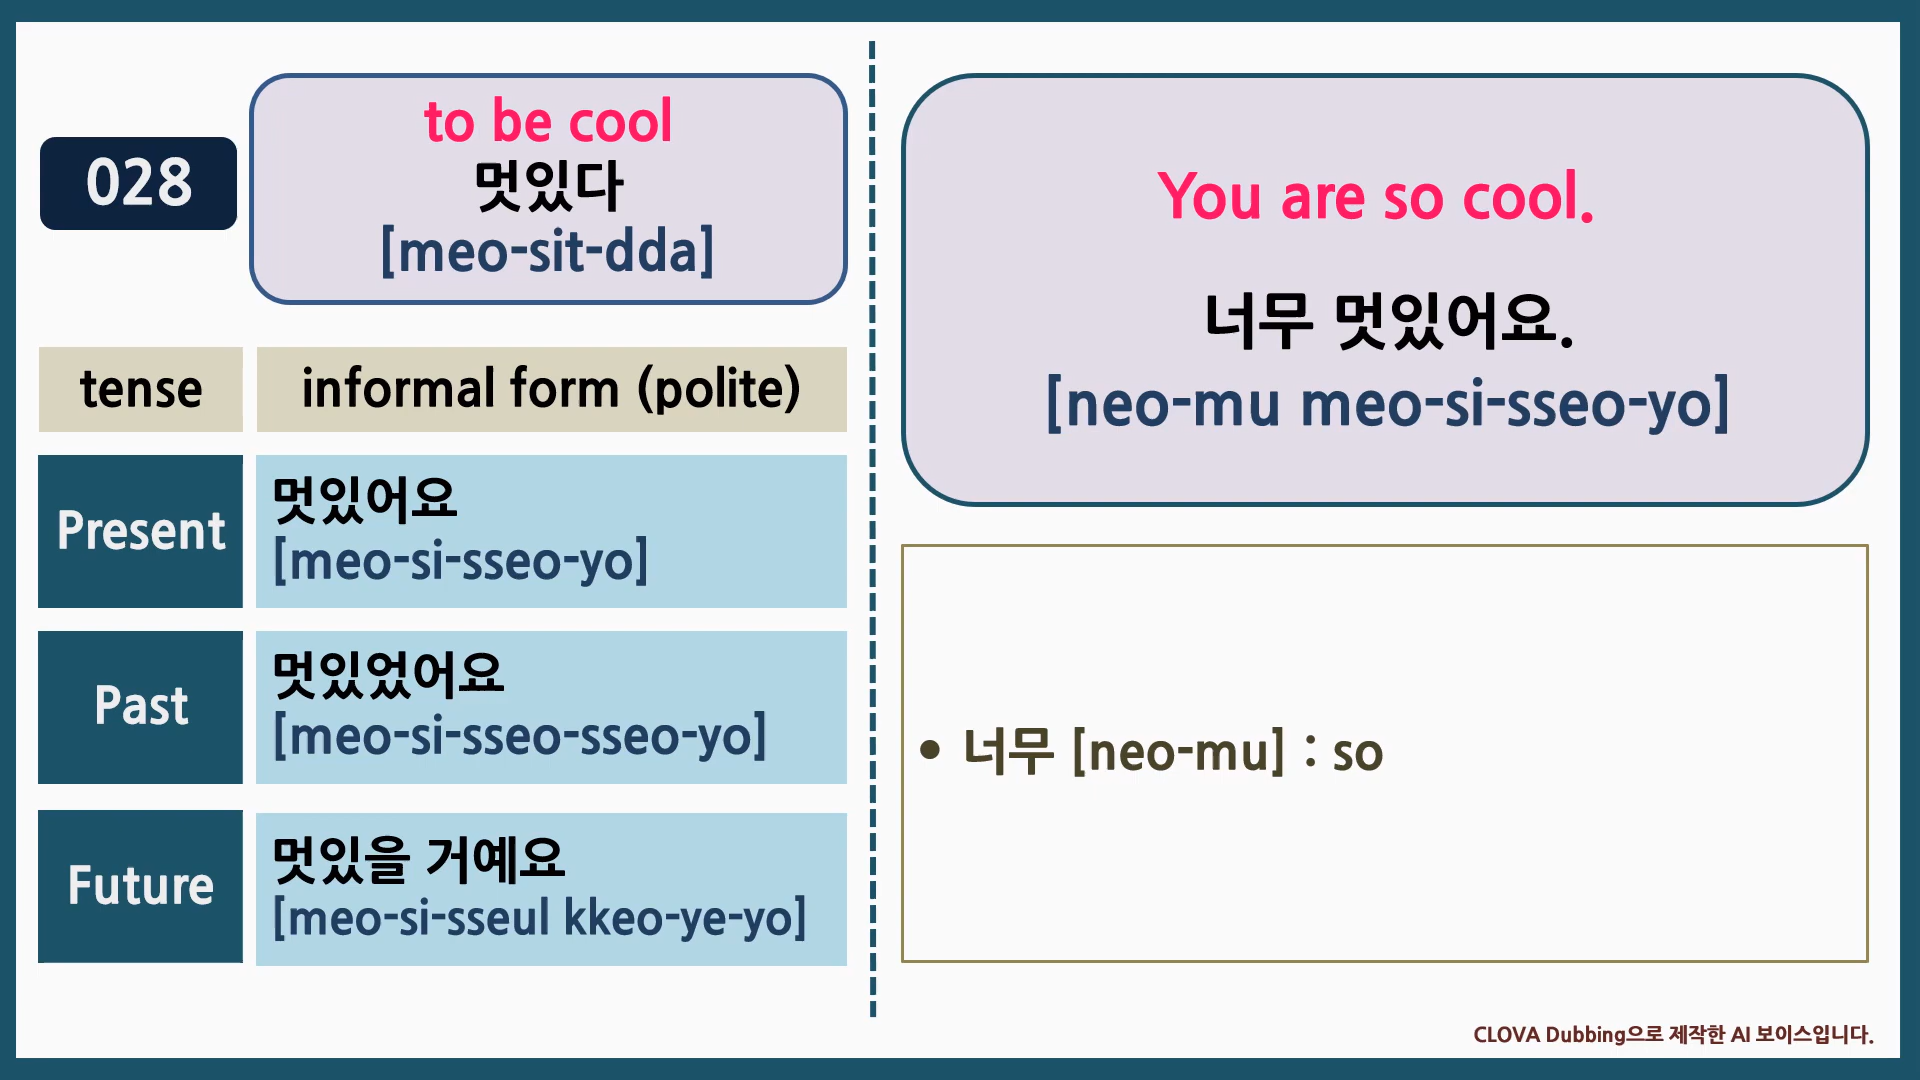 028
to be cool
멋있다
[meo-sit-dda]
tense
informal form (polite)
Present
멋있어요
[meo-si-sseo-yo]
Past
멋있었어요
[meo-si-sseo-sseo-yo]
Future
멋있을 거예요
[meo-si-sseul kkeo-ye-yo]
You are so cool.
너무 멋있어요.
[neo-mu meo-si-sseo-yo]
• 너무 [neo-mu] : so
CLOVA Dubbing으로 제작한 AI 보이스입니다.